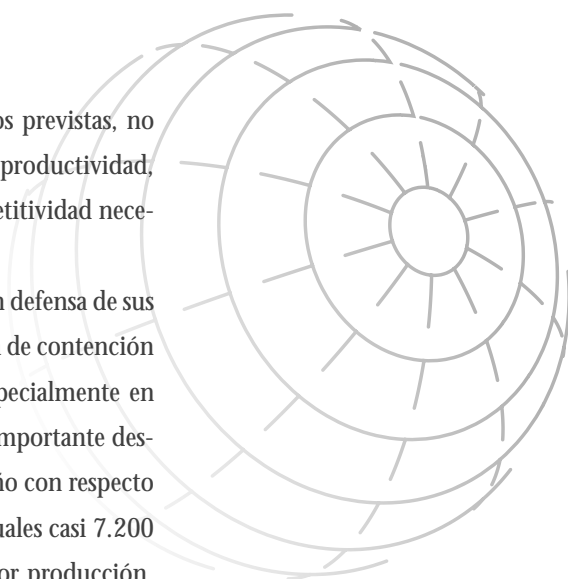 os previstas, no
productividad,
etitividad nece-
n defensa de sus
de contención
pecialmente en
mportante des-
ño con respecto
uales casi 7.200
or producción,